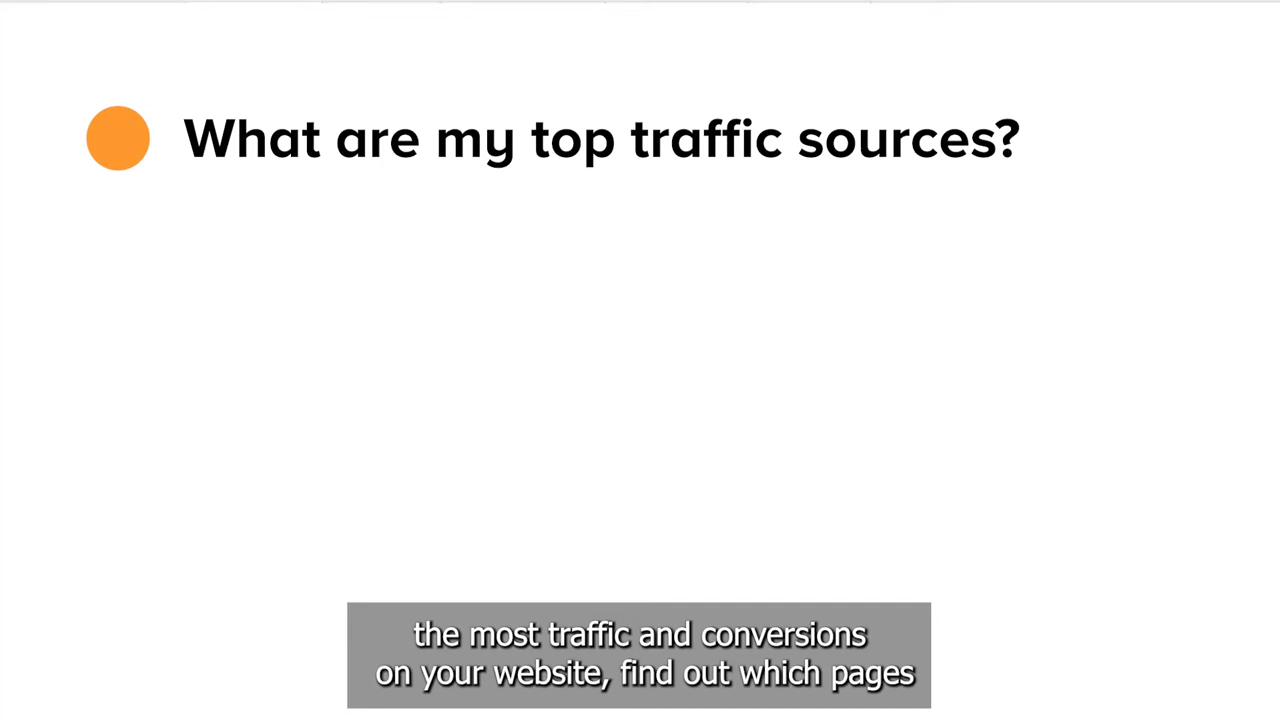 What are my top traffic sources?
the most traffic and conversions
on your website, find out which pages